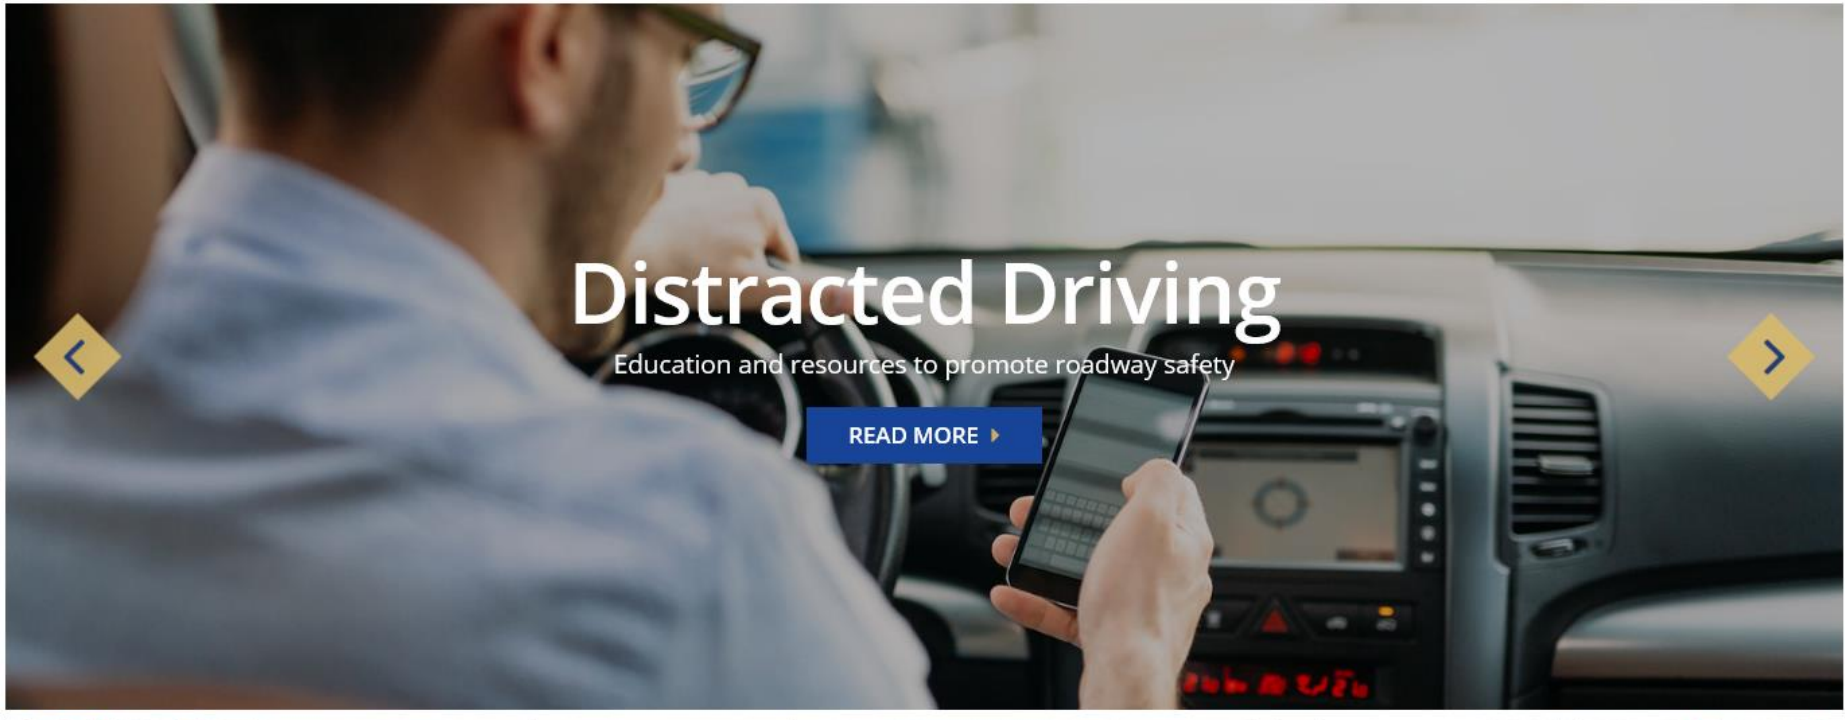 Distracted Driving
Education and resources to promote roadway safety
READ MORE